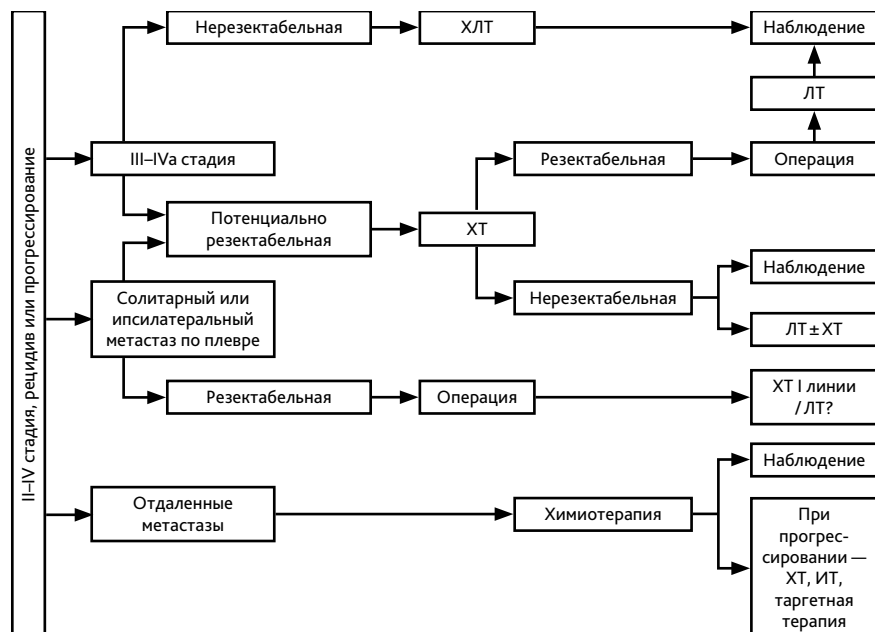 II–IV стадия, рецидив или прогрессирование
Нерезектабельная
ХЛТ
Наблюдение
ЛТ
III–IVa стадия
Резектабельная
Операция
Потенциально
резектабельная
ХТ
Наблюдение
Нерезектабельная
Солитарный или
ипсилатеральный
метастаз по плевре
ЛТ ± ХТ
Резектабельная
Операция
ХТ I линии
/ ЛТ?
Наблюдение
Отдаленные
метастазы
Химиотерапия
При
прогрес-
сировании —
ХТ, ИТ,
таргетная
терапия